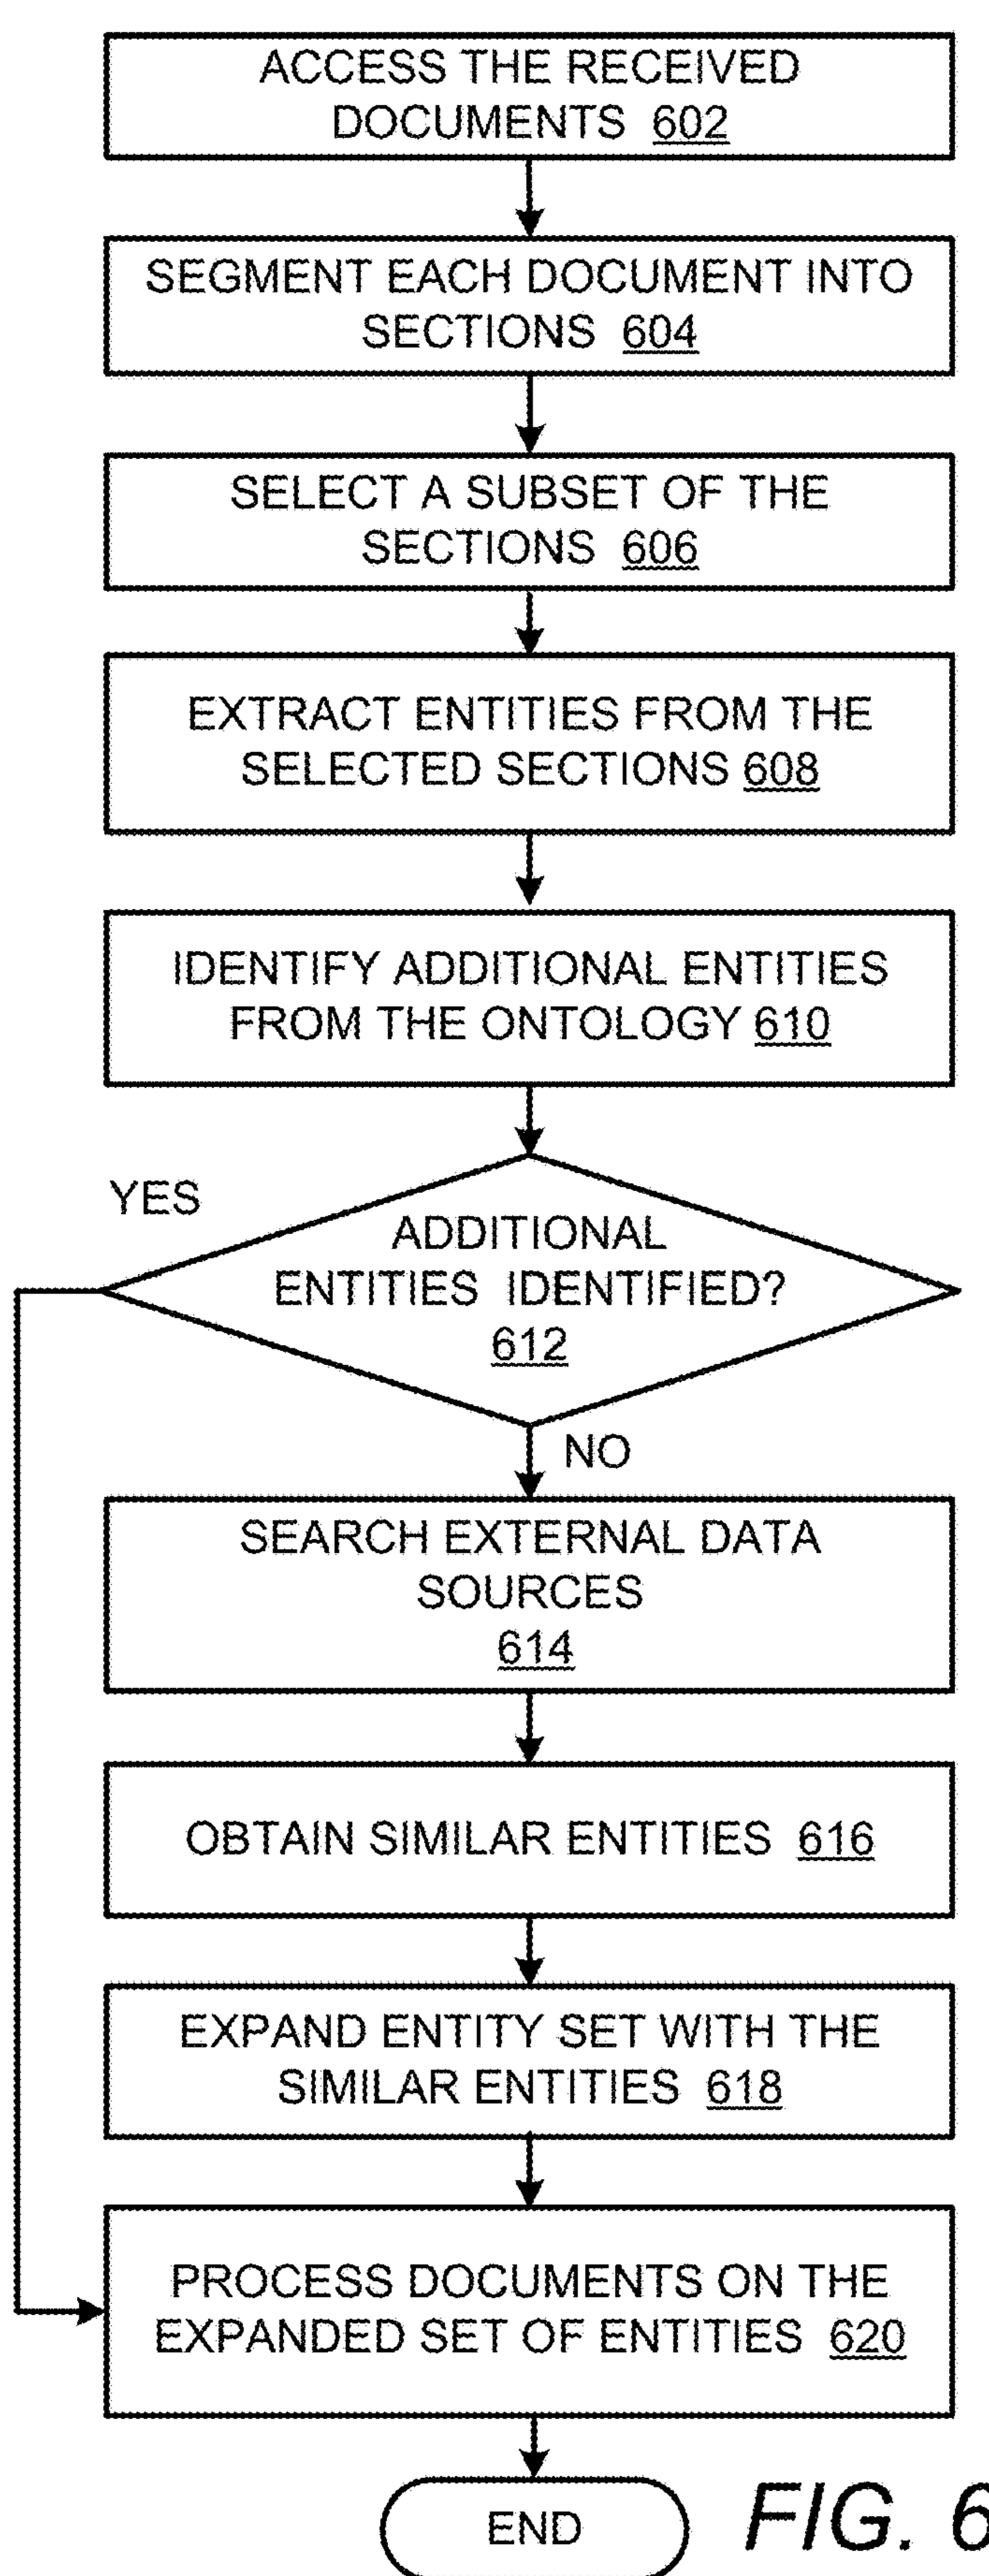 ACCESS THE RECEIVED
DOCUMENTS 602
SEGMENT EACH DOCUMENT INTO
SECTIONS 604
SELECT A SUBSET OF THE
SECTIONS 606
EXTRACT ENTITIES FROM THE
SELECTED SECTIONS 608
IDENTIFY ADDITIONAL ENTITIES
FROM THE ONTOLOGY 610
YES
ADDITIONAL
ENTITIES IDENTIFIED?
612
NO
SEARCH EXTERNAL DATA
SOURCES
614
OBTAIN SIMILAR ENTITIES 616
EXPAND ENTITY SET WITH THE
SIMILAR ENTITIES 618
PROCESS DOCUMENTS ON THE
EXPANDED SET OF ENTITIES 620
END
FIG. 6